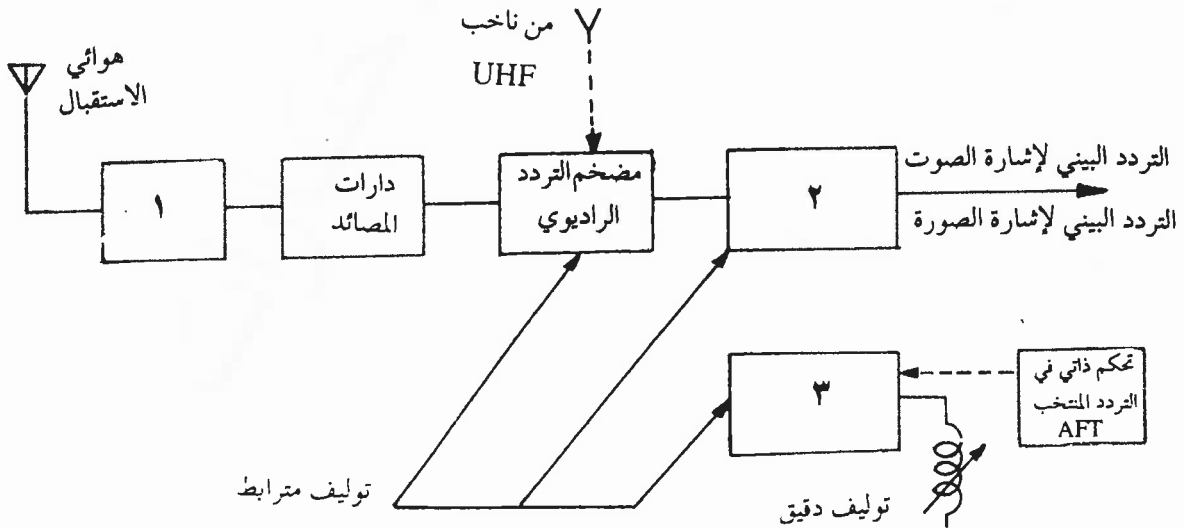 من ناخب
UHF
هوائي
الاستقبال
١
دارات
المصائد
مضخم التردد
الراديوي
٢
التردد البيني لإشارة الصوت
التردد البيني لإشارة الصورة
٣
تحكم ذاتي في
التردد المنتخب
AFT
توليف مترابط
توليف دقيق